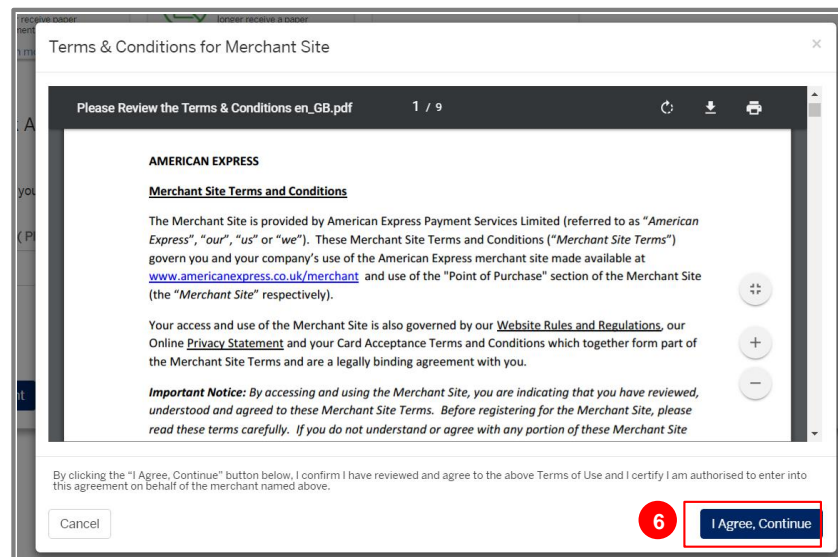 receive paper
longer receive a paper
Terms & Conditions for Merchant Site
×
Please Review the Terms & Conditions en_GB.pdf 1 / 9
AMERICAN EXPRESS
Merchant Site Terms and Conditions
The Merchant Site is provided by American Express Payment Services Limited (referred to as “American
Express”, “our”, “us” or “we”). These Merchant Site Terms and Conditions (“Merchant Site Terms”)
govern you and your company’s use of the American Express merchant site made available at
www.americanexpress.co.uk/merchant and use of the "Point of Purchase" section of the Merchant Site
(the “Merchant Site” respectively).
Your access and use of the Merchant Site is also governed by our Website Rules and Regulations, our
Online Privacy Statement and your Card Acceptance Terms and Conditions which together form part of
the Merchant Site Terms and are a legally binding agreement with you.
Important Notice: By accessing and using the Merchant Site, you are indicating that you have reviewed,
understood and agreed to these Merchant Site Terms. Before registering for the Merchant Site, please
read these terms carefully. If you do not understand or agree with any portion of these Merchant Site
By clicking the “I Agree, Continue” button below, I confirm I have reviewed and agree to the above Terms of Use and I certify I am authorised to enter into
this agreement on behalf of the merchant named above.
Cancel
6
I Agree, Continue